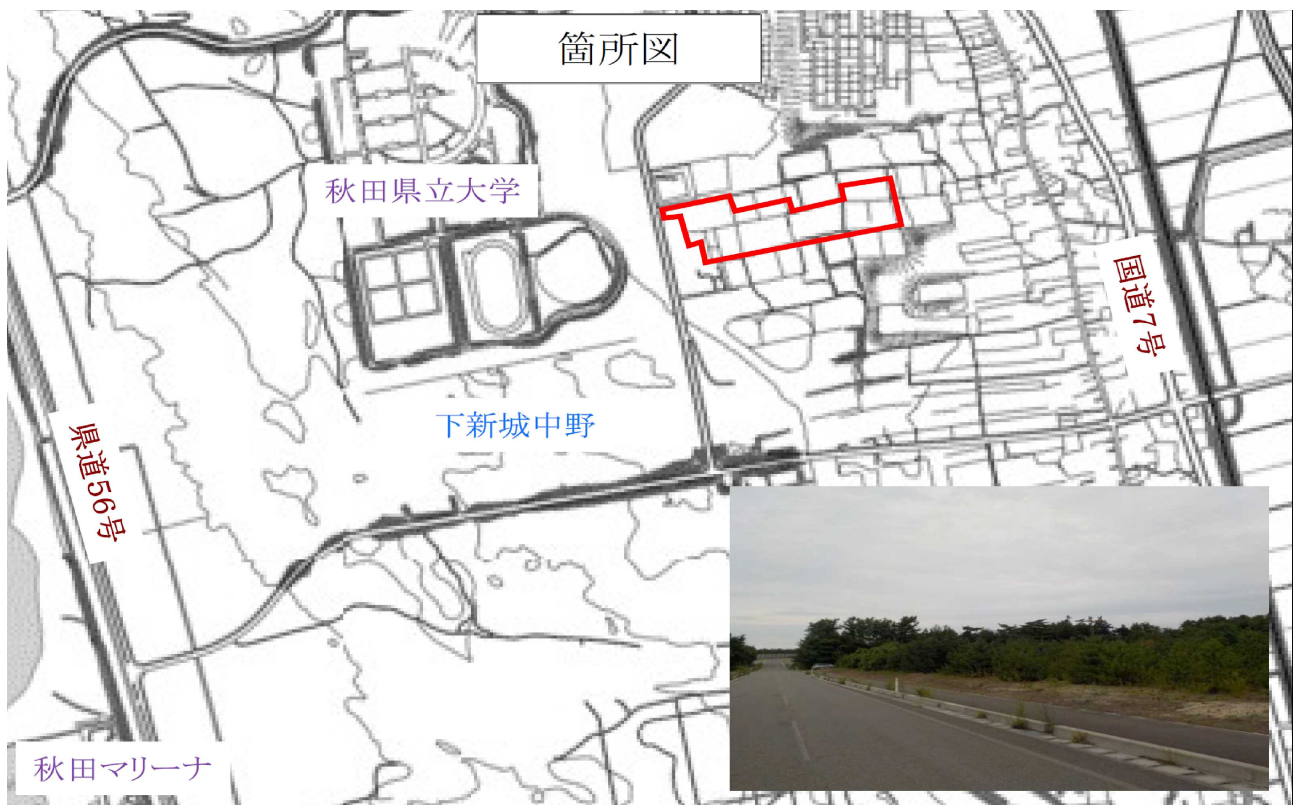 箇所図
秋田県立大学
国道7号
下新城中野
県道56号
秋田マリーナ